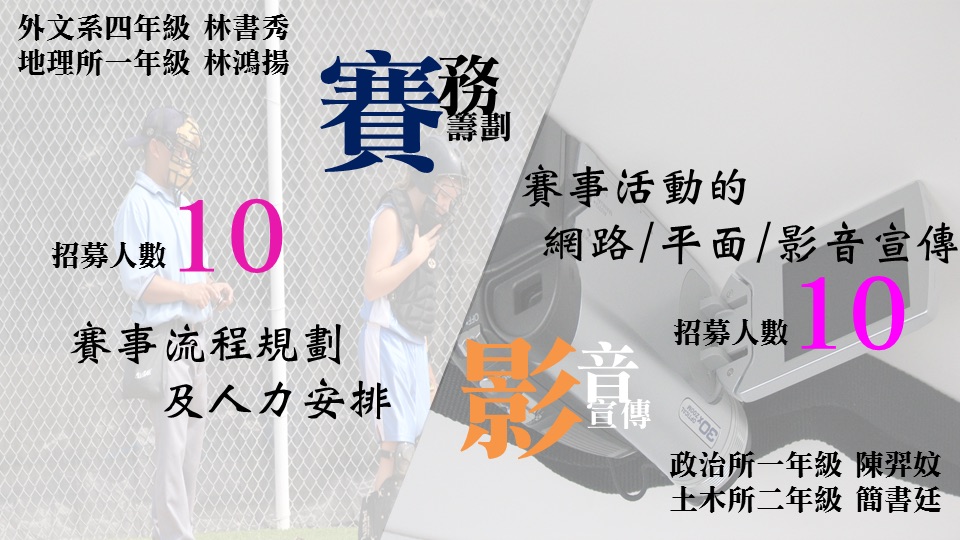 外文系四年級 林書秀
地理所一年級 林鴻揚
賽務
籌劃
招募人數 10
賽事流程規劃
及人力安排
賽事活動的
網路/平面/影音宣傳
招募人數 10
影音
宣傳
政治所一年級 陳羿妏
土木所二年級 簡書廷